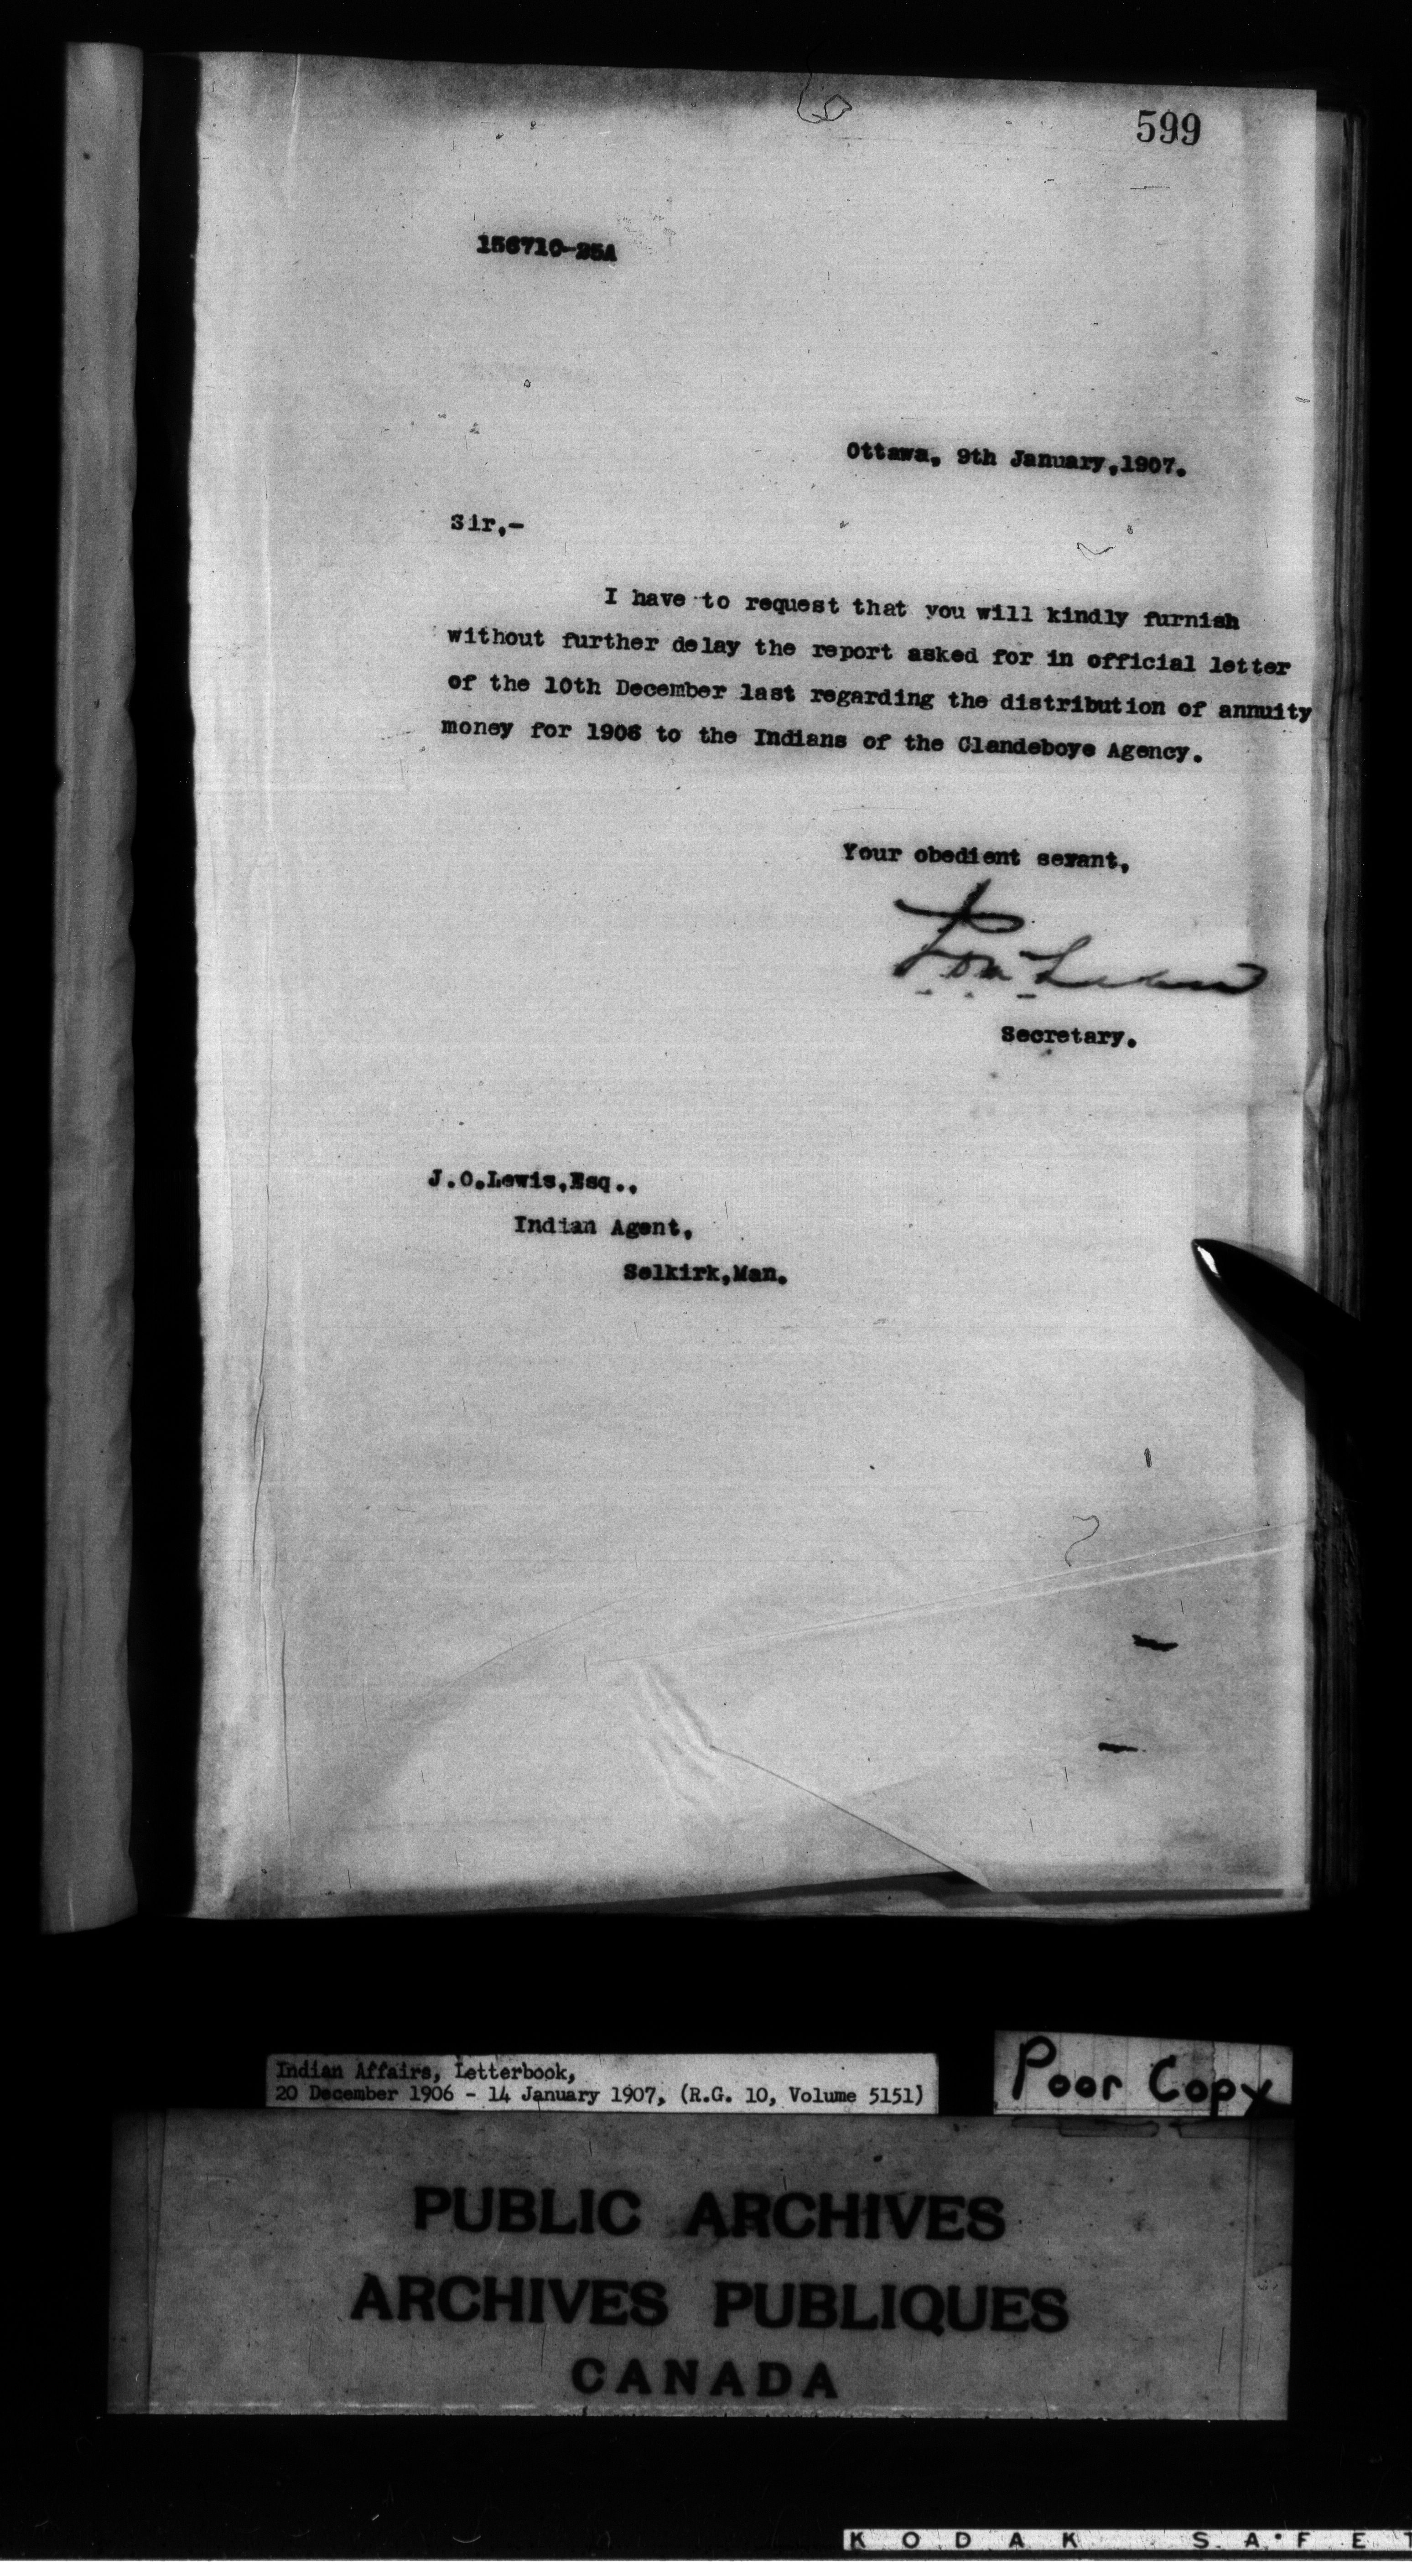 599
156710-25A
Ottawa, 9th January,1907.
Sir,-
I have to request that you will kindly furnish
without further delay the report asked for in official letter
of the 10th December last regarding the distribution of annuity
money for 1906 to the Indians of the Clandeboye Agency.
Your obedient servant,
Secretary.
J.O.Lewis,Esq.,
Indian Agent,
Selkirk,Man.
Indian Affairs, Letterbook,
20 December 1906 - 14 January 1907, (R.G. 10, Volume 5151)
Poor Copy
PUBLIC ARCHIVES
ARCHIVES PUBLIQUES
CANADA
KODAK SAFET